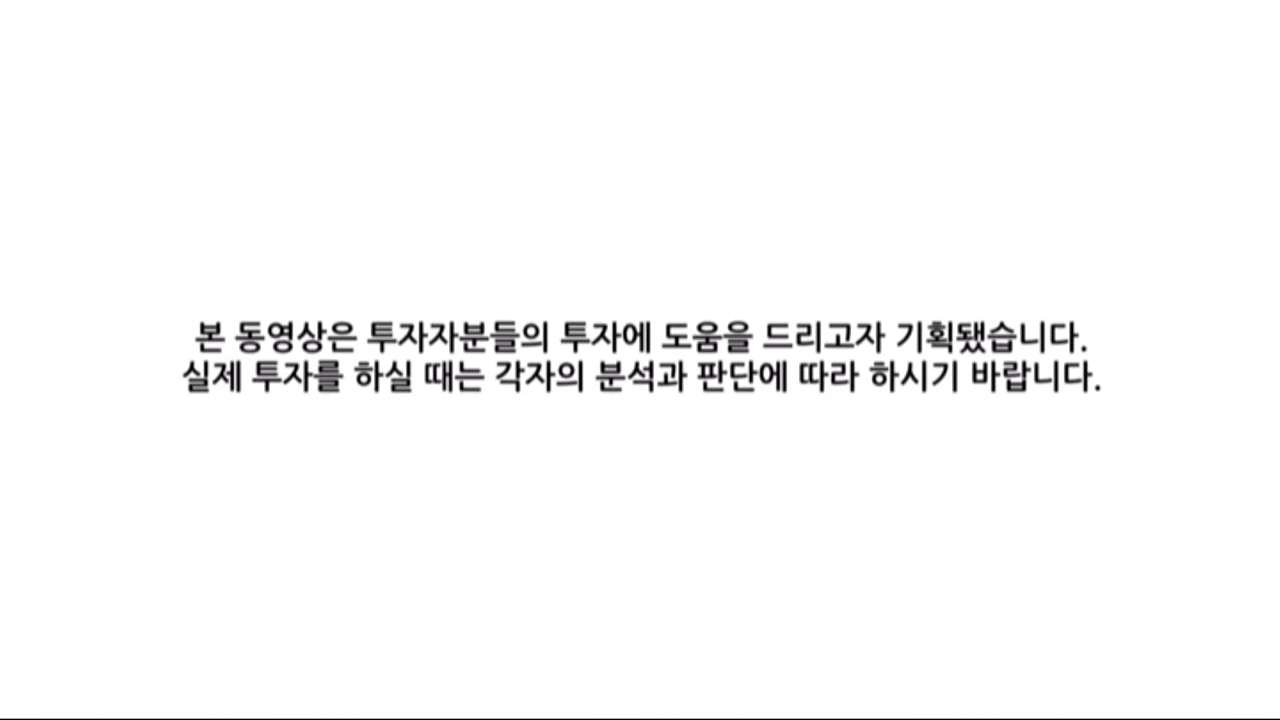 본 동영상은 투자자분들의 투자에 도움을 드리고자 기획됐습니다.
실제 투자를 하실 때는 각자의 분석과 판단에 따라 하시기 바랍니다.